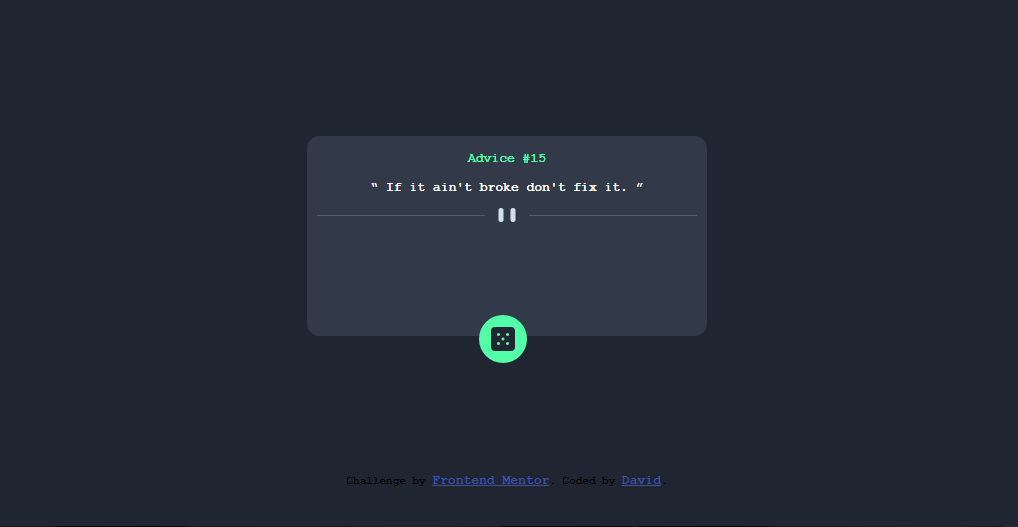 Advice #15
“ If it ain't broke don't fix it. ”
Challenge by Frontend Mentor. Coded by David.